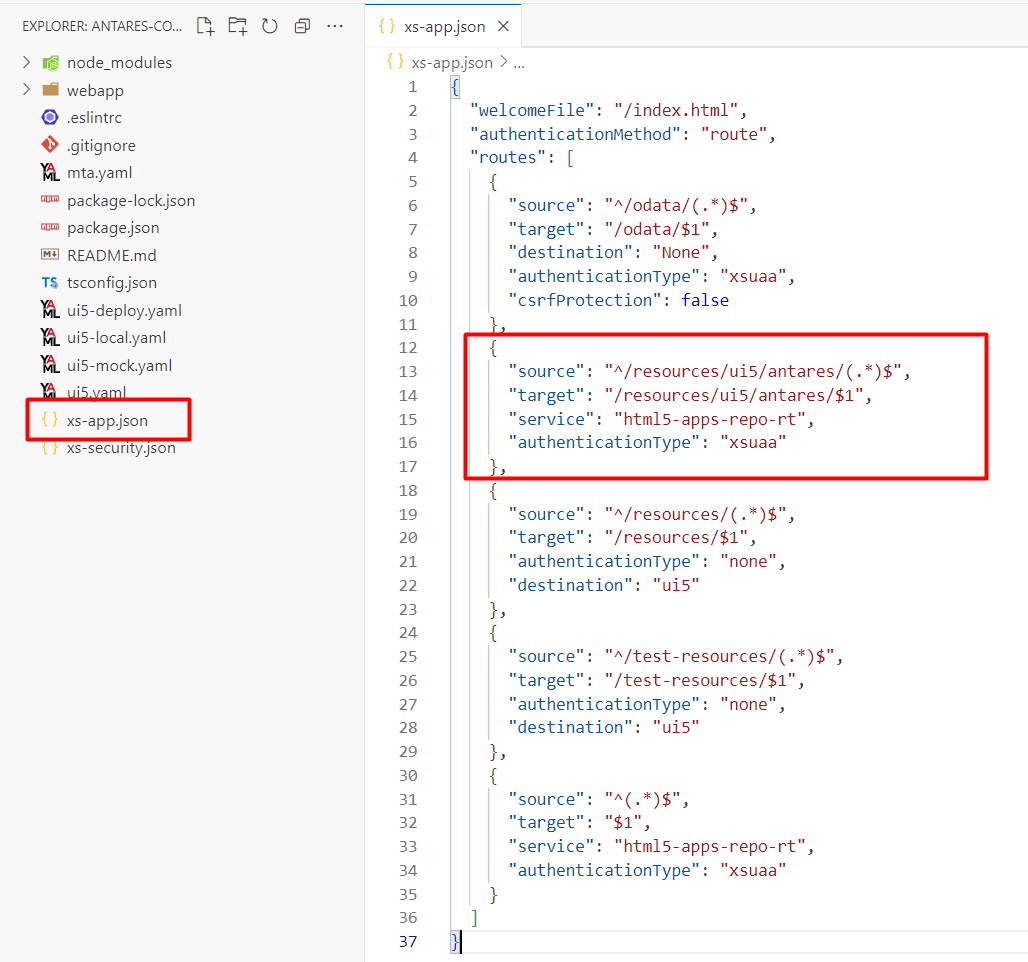 EXPLORER: ANTARES-CO...
node_modules
webapp
.eslintrc
.gitignore
mta.yaml
package-lock.json
package.json
README.md
tsconfig.json
ui5-deploy.yaml
ui5-local.yaml
ui5-mock.yaml
ui5.yaml
xs-app.json
xs-security.json
{} xs-app.json
{} xs-app.json > ...
1 {
2 "welcomeFile": "/index.html",
3 "authenticationMethod": "route",
4 "routes": [
5 {
6 "source": "^/odata/(.*)$",
7 "target": "/odata/$1",
8 "destination": "None",
9 "authenticationType": "xsuaa",
10 "csrfProtection": false
11 },
12 {
13 "source": "^/resources/ui5/antares/(.*)$",
14 "target": "/resources/ui5/antares/$1",
15 "service": "html5-apps-repo-rt",
16 "authenticationType": "xsuaa"
17 },
18 {
19 "source": "^/resources/(.*)$",
20 "target": "/resources/$1",
21 "authenticationType": "none",
22 "destination": "ui5"
23 },
24 {
25 "source": "^/test-resources/(.*)$",
26 "target": "/test-resources/$1",
27 "authenticationType": "none",
28 "destination": "ui5"
29 },
30 {
31 "source": "^(.*)$",
32 "target": "$1",
33 "service": "html5-apps-repo-rt",
34 "authenticationType": "xsuaa"
35 }
36 ]
37 }